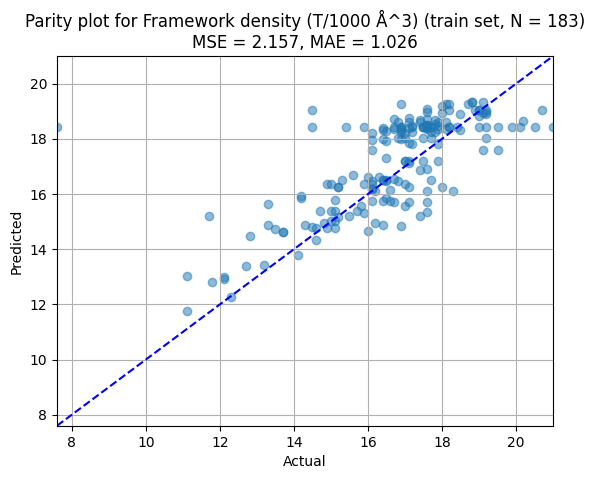 Parity plot for Framework density (T/1000 Å^3) (train set, N = 183)
MSE = 2.157, MAE = 1.026
20
18
16
14
12
10
8
Predicted
8 10 12 14 16 18 20
Actual